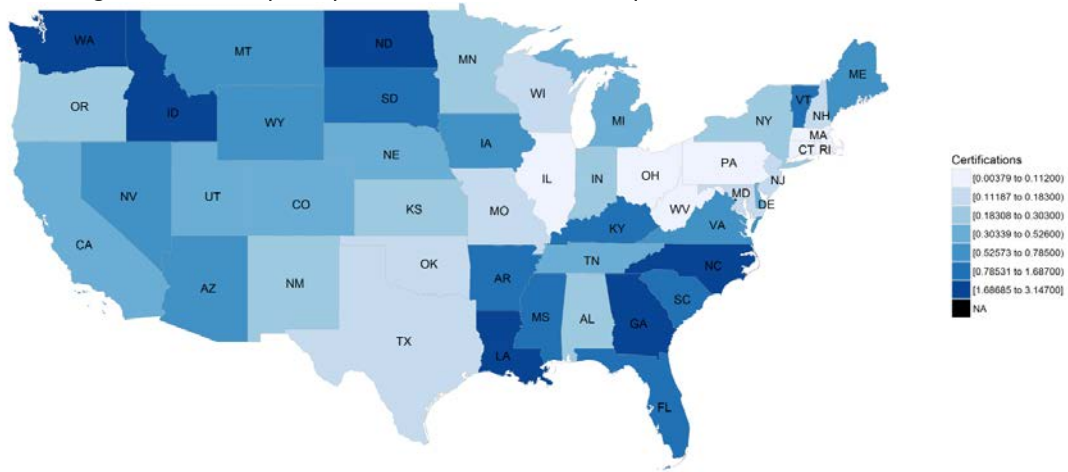 WA
MT
ND
MN
OR
ID
WY
SD
WI
MI
NY
VT
NH
ME
MA
CT RI
NV
UT
CO
NE
IA
IL
IN
OH
PA
NJ
MD
DE
WV
VA
CA
AZ
NM
KS
OK
TX
MO
AR
LA
KY
TN
MS
AL
GA
NC
SC
FL
Certifications
[0.00379 to 0.11200)
[0.11187 to 0.18300)
[0.18308 to 0.30300)
[0.30339 to 0.52600)
[0.52573 to 0.78500)
[0.78531 to 1.68700)
[1.68685 to 3.14700]
NA